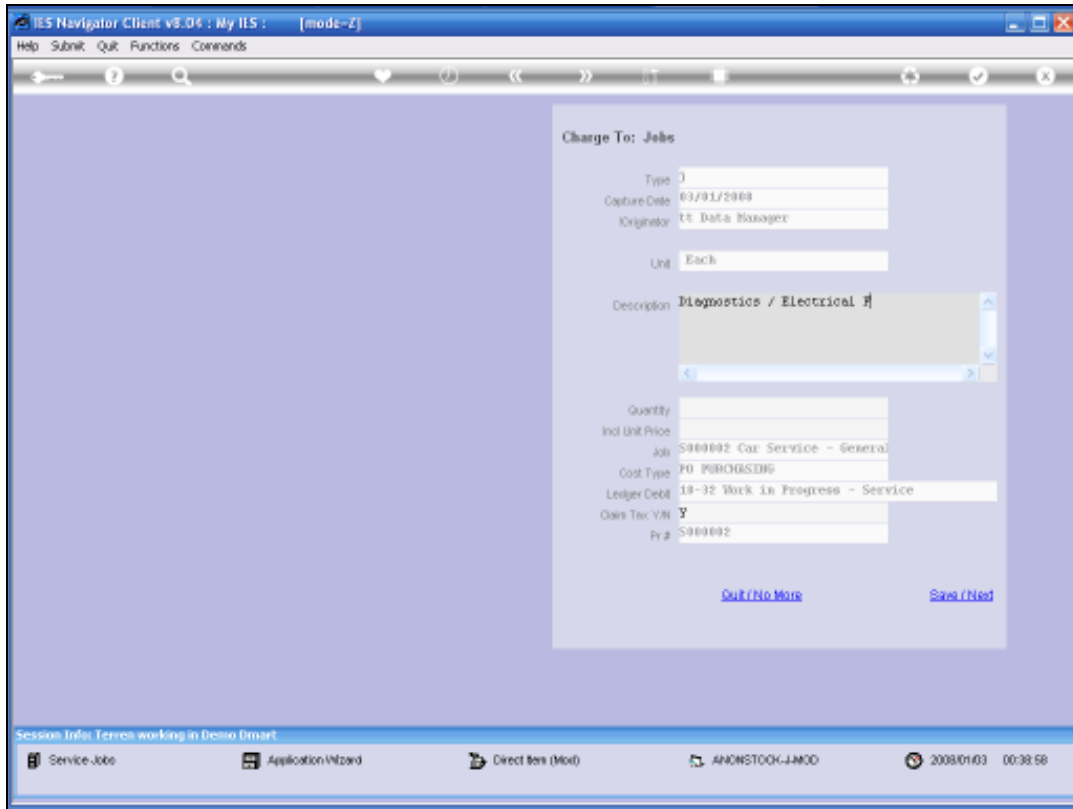 IES Navigator Client v8.04 : My IES : [mode=Z]
Help Submit Quit Functions Commands
Charge To: Jobs
Type J
Capture Date 03/01/2008
!Originator tt Data Manager
Unit Each
Description Diagnostics / Electrical F
Quantity
Incl Unit Price
Job S000002 Car Service - General
Cost Type PO PURCHASING
Ledger Debit 18-32 Work in Progress - Service
Claim Tax Y/N Y
Pr # S000002
Quit / No More Save / Next
Session Info: Terren working in Demo Dmart
Service Jobs Application Wizard Direct Item (Mod) ANONSTOCK-J-MOD 2008/01/03 00:38:58